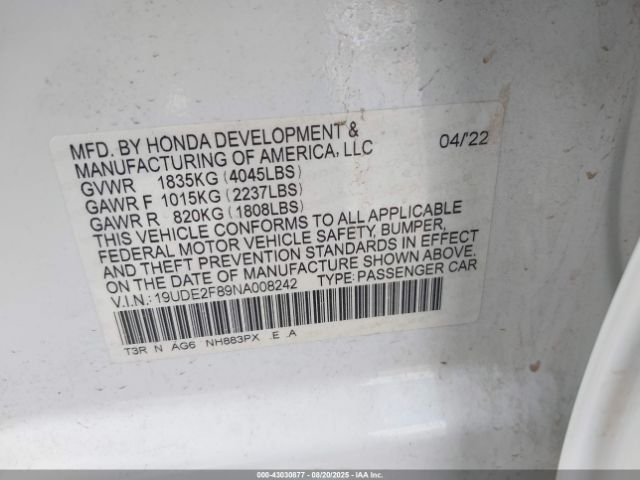 MFD. BY HONDA DEVELOPMENT & 04/22
MANUFACTURING OF AMERICA, LLC
GVWR 1835KG (4045LBS)
GAWR F 1015KG (2237LBS)
GAWR R 820KG (1808LBS)
THIS VEHICLE CONFORMS TO ALL APPLICABLE
FEDERAL MOTOR VEHICLE SAFETY, BUMPER,
AND THEFT PREVENTION STANDARDS IN EFFECT
ON THE DATE OF MANUFACTURE SHOWN ABOVE.
V.I.N.: 19UDE2F89NA008242 TYPE: PASSENGER CAR
T3R N AG6 NH883PX .E .A
000-43030877 - 08/20/2025 - IAAI - Copart